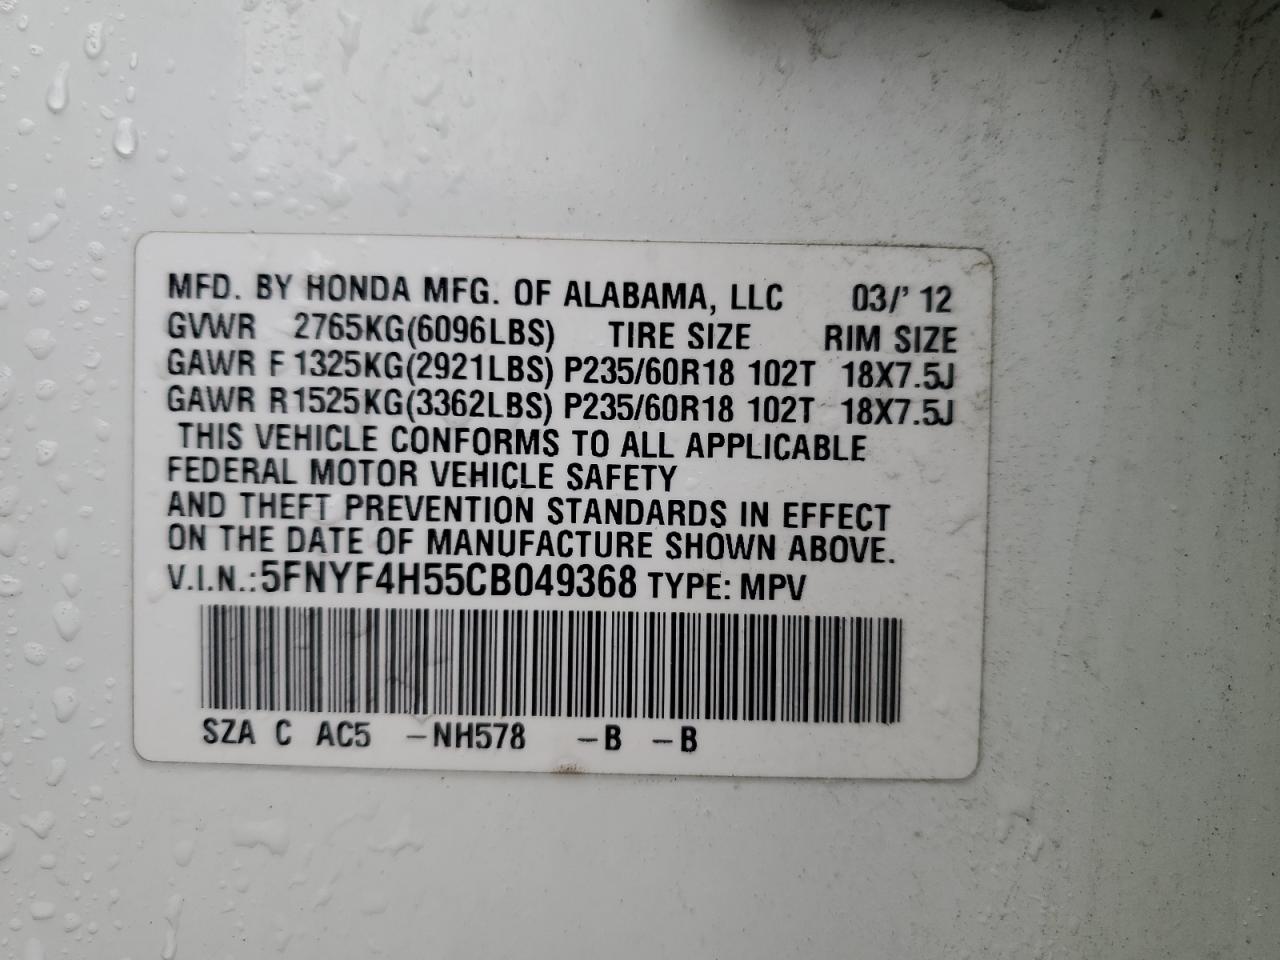 MFD. BY HONDA MFG. OF ALABAMA, LLC 03/' 12
GVWR 2765KG(6096LBS) TIRE SIZE RIM SIZE
GAWR F 1325KG(2921LBS) P235/60R18 102T 18X7.5J
GAWR R 1525KG(3362LBS) P235/60R18 102T 18X7.5J
THIS VEHICLE CONFORMS TO ALL APPLICABLE
FEDERAL MOTOR VEHICLE SAFETY
AND THEFT PREVENTION STANDARDS IN EFFECT
ON THE DATE OF MANUFACTURE SHOWN ABOVE.
V.I.N.: 5FNYF4H55CB049368 TYPE: MPV
SZA C AC5 -NH578 -B -B